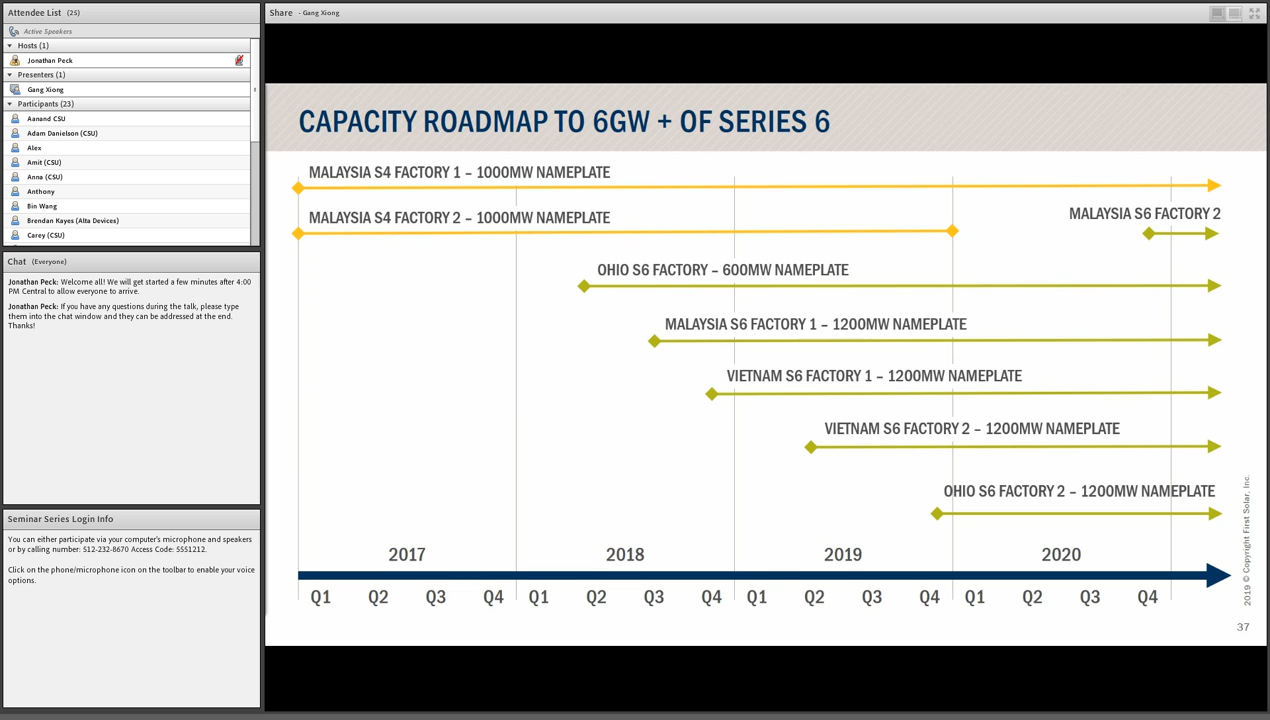 Attendee List (25)
Active Speakers
Hosts (1)
Jonathan Peck
Presenters (1)
Gang Xiong
Participants (23)
Aanand CSU
Adam Danielson (CSU)
Alex
Amit (CSU)
Anna (CSU)
Anthony
Bin Wang
Brendan Kayes (Alta Devices)
Carey (CSU)
Chat (Everyone)
Jonathan Peck: Welcome all! We will get started a few minutes after 4:00
PM Central to allow everyone to arrive.
Jonathan Peck: If you have any questions during the talk, please type
them into the chat window and they can be addressed at the end.
Thanks!
Seminar Series Login Info
You can either participate via your computer's microphone and speakers
or by calling number: 512-232-8670 Access Code: 5551212.
Click on the phone/microphone icon on the toolbar to enable your voice
options.
Share - Gang Xiong
CAPACITY ROADMAP TO 6GW + OF SERIES 6
MALAYSIA S4 FACTORY 1 – 1000MW NAMEPLATE
MALAYSIA S4 FACTORY 2 – 1000MW NAMEPLATE
MALAYSIA S6 FACTORY 2
OHIO S6 FACTORY – 600MW NAMEPLATE
MALAYSIA S6 FACTORY 1 – 1200MW NAMEPLATE
VIETNAM S6 FACTORY 1 – 1200MW NAMEPLATE
VIETNAM S6 FACTORY 2 – 1200MW NAMEPLATE
OHIO S6 FACTORY 2 – 1200MW NAMEPLATE
2017 2018 2019 2020
Q1 Q2 Q3 Q4 Q1 Q2 Q3 Q4 Q1 Q2 Q3 Q4 Q1 Q2 Q3 Q4
2019 © Copyright First Solar, Inc.
37